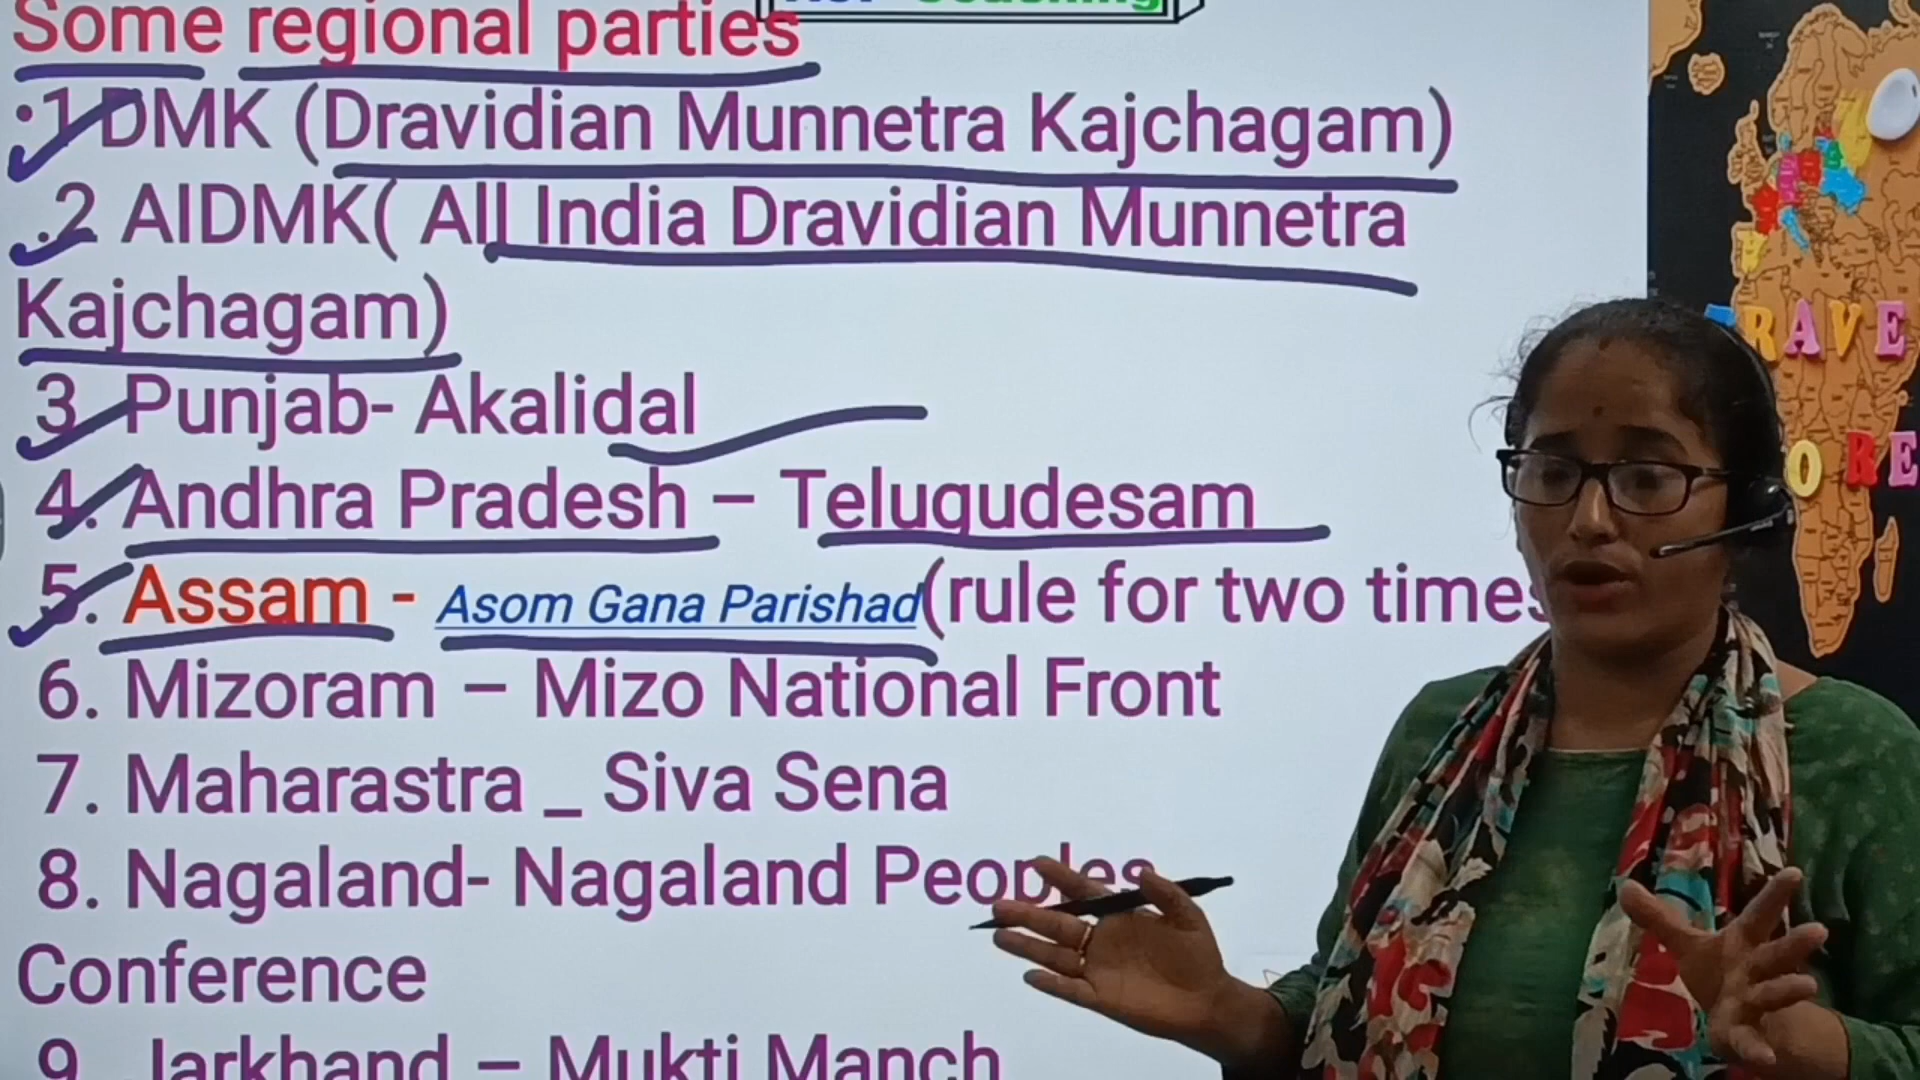 Some regional parties
·1 DMK (Dravidian Munnetra Kajchagam)
.2 AIDMK( All India Dravidian Munnetra
Kajchagam)
3. Punjab- Akalidal
4. Andhra Pradesh – Telugudesam
5. Assam - Asom Gana Parishad(rule for two times
6. Mizoram – Mizo National Front
7. Maharastra _ Siva Sena
8. Nagaland- Nagaland Peoples
Conference
9. Jarkhand – Mukti Manch
RAVE
ORE